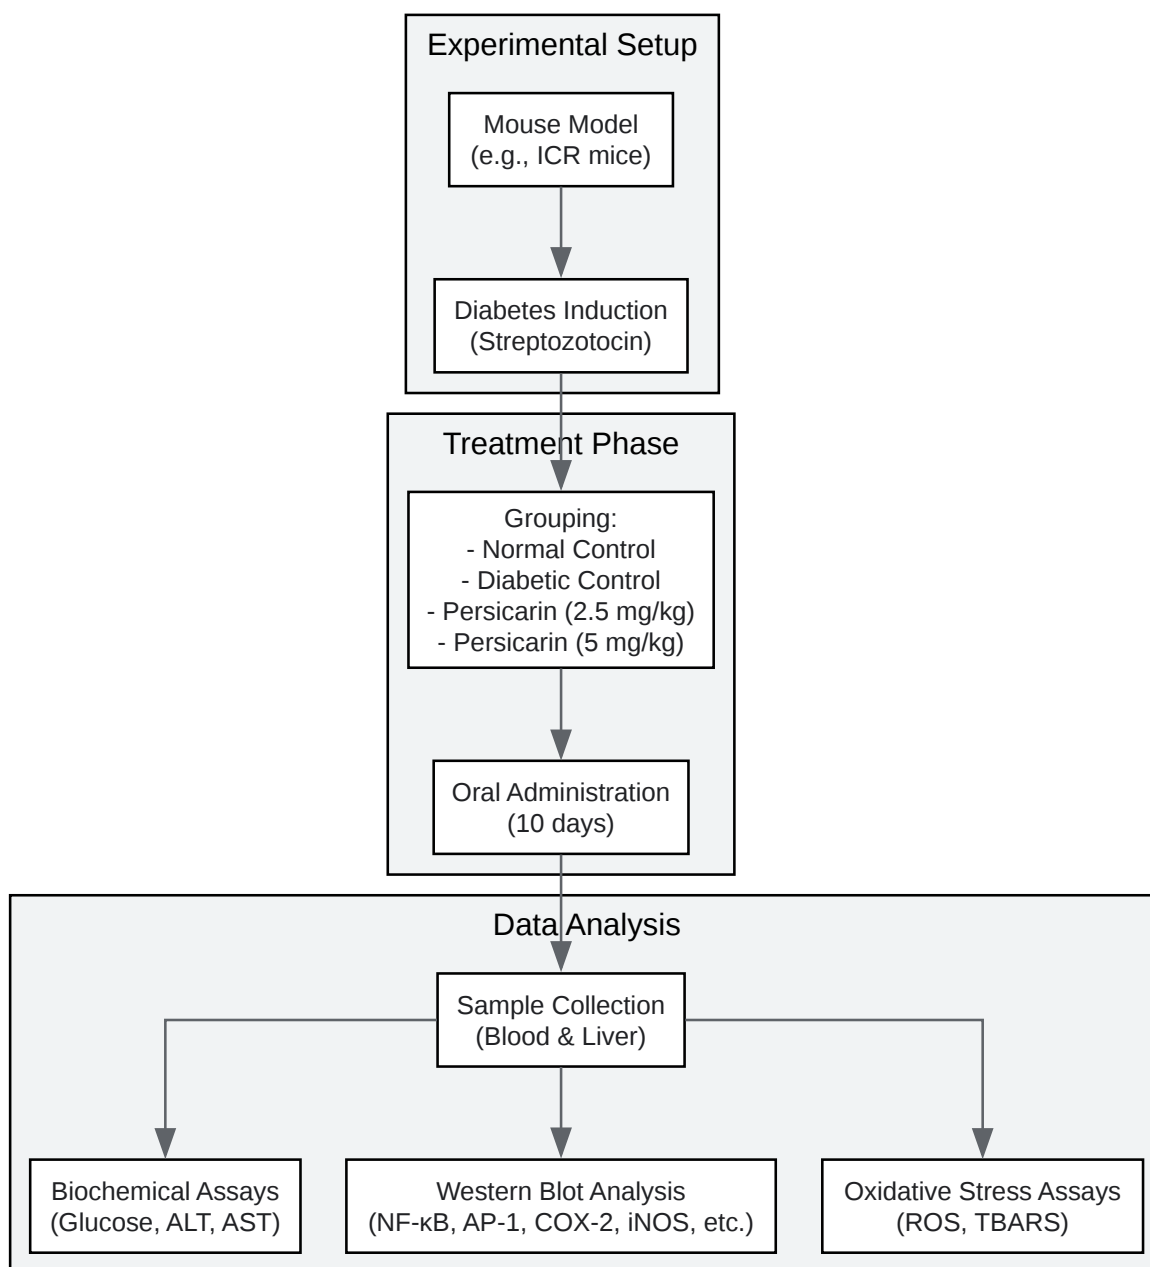 Experimental Setup
Mouse Model
(e.g., ICR mice)
Diabetes Induction
(Streptozotocin)
Treatment Phase
Grouping:
- Normal Control
- Diabetic Control
- Persicarin (2.5 mg/kg)
- Persicarin (5 mg/kg)
Oral Administration
(10 days)
Data Analysis
Sample Collection
(Blood & Liver)
Biochemical Assays
(Glucose, ALT, AST)
Western Blot Analysis
(NF-κB, AP-1, COX-2, iNOS, etc.)
Oxidative Stress Assays
(ROS, TBARS)